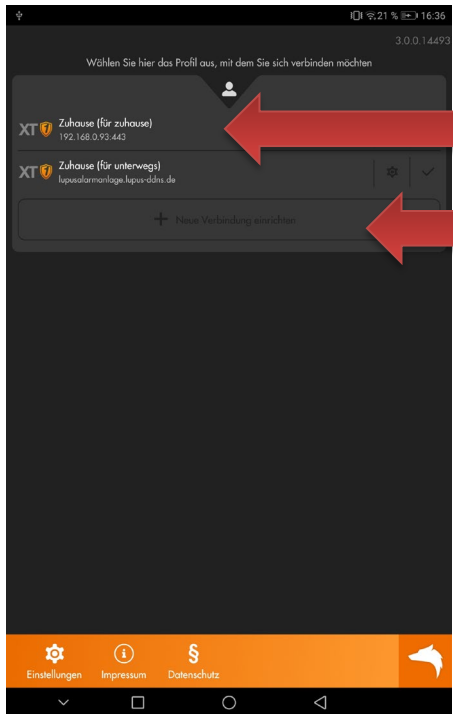 21 % 16:36
3.0.0.14493
Wählen Sie hier das Profil aus, mit dem Sie sich verbinden möchten
XT Zuhause (für zuhause)
192.168.0.93:443
XT Zuhause (für unterwegs)
lupusalarmanlage.lupus-ddns.de
+ Neue Verbindung einrichten
Einstellungen Impressum Datenschutz